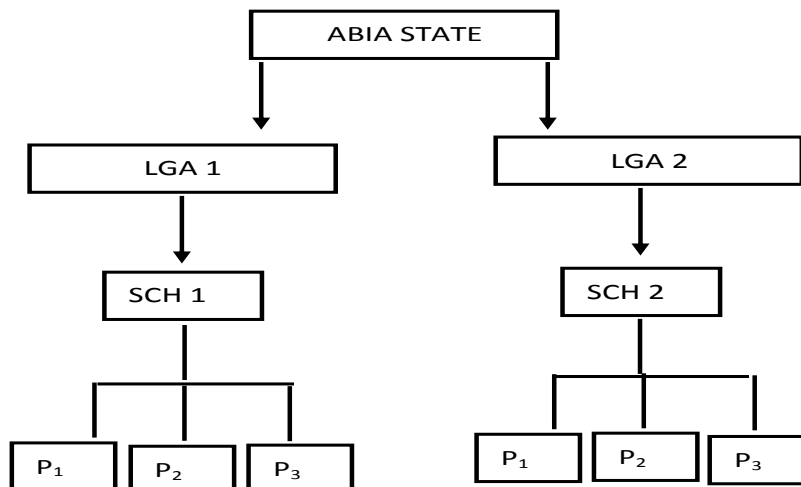 ABIA STATE
LGA 1
LGA 2
SCH 1
SCH 2
P₁
P₂
P₃
P₁
P₂
P₃